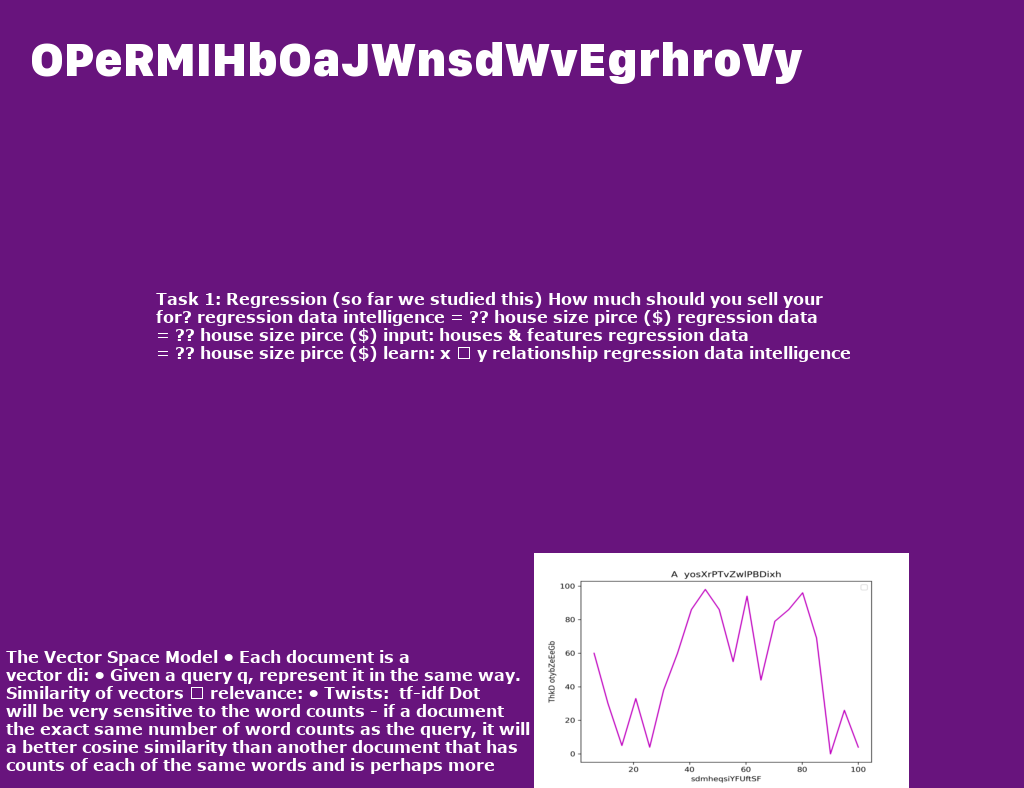 OPeRMIHbOaJWnsdWvEgrhroVy
Task 1: Regression (so far we studied this) How much should you sell your
for? regression data intelligence = ?? house size pirce ($) regression data
= ?? house size pirce ($) input: houses & features regression data
= ?? house size pirce ($) learn: x □ y relationship regression data intelligence
The Vector Space Model • Each document is a
vector di: • Given a query q, represent it in the same way.
Similarity of vectors □ relevance: • Twists:  tf-idf Dot
will be very sensitive to the word counts – if a document
the exact same number of word counts as the query, it will
a better cosine similarity than another document that has
counts of each of the same words and is perhaps more
A  yosXrPTvZwlPBDixh
ThkD otybZeEeGb
100
80
60
40
20
0
20 40 60 80 100
sdmheqsiYFUftSF